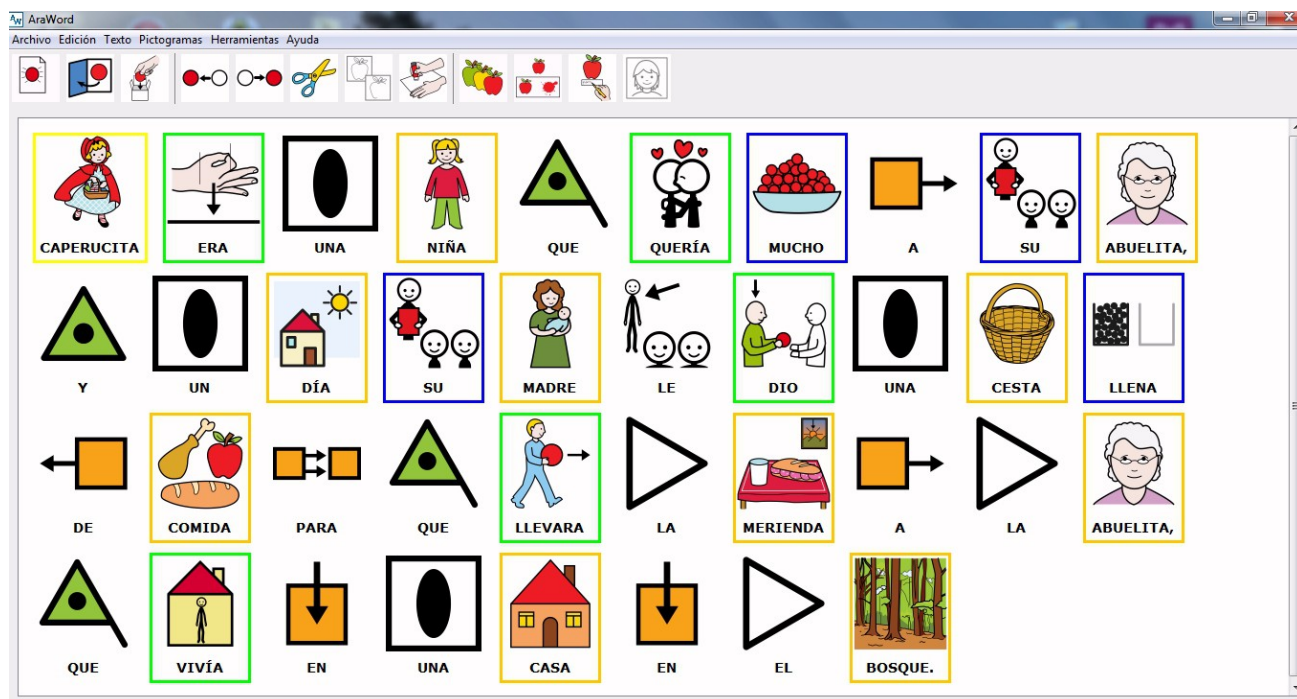 AraWord
Archivo Edición Texto Pictogramas Herramientas Ayuda
CAPERUCITA ERA UNA NIÑA QUE QUERÍA MUCHO A SU ABUELITA,
Y UN DÍA SU MADRE LE DIO UNA CESTA LLENA
DE COMIDA PARA QUE LLEVARA LA MERIENDA A LA ABUELITA,
QUE VIVÍA EN UNA CASA EN EL BOSQUE.